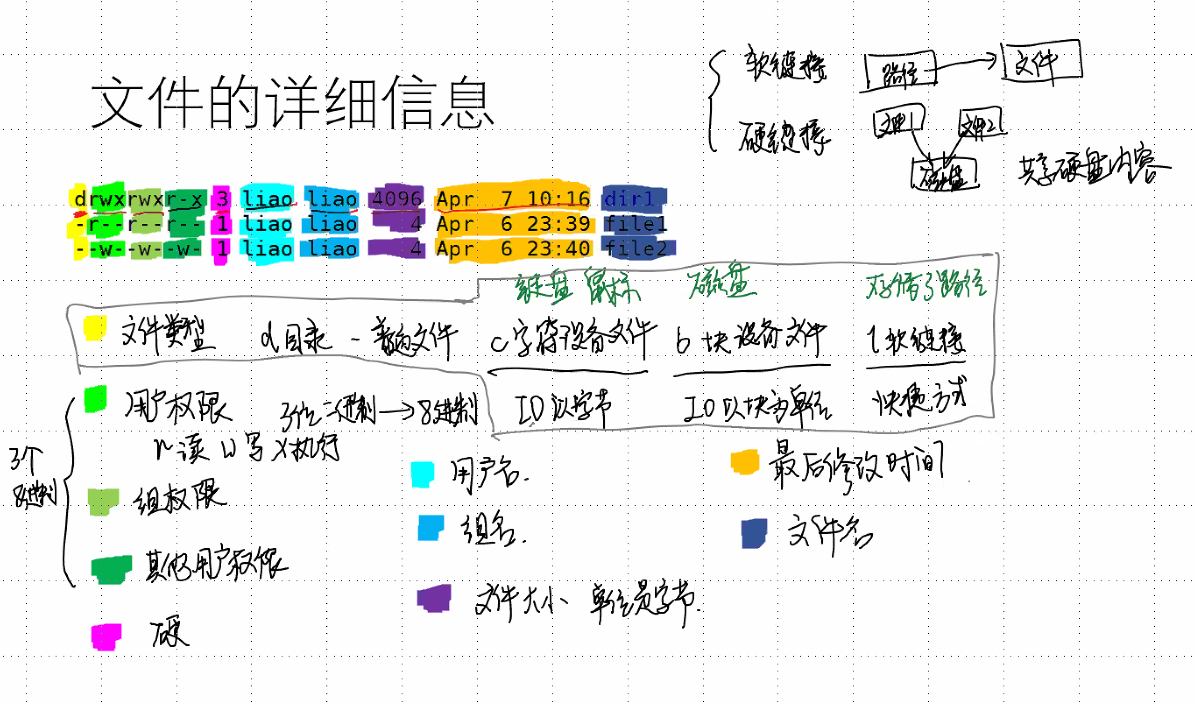 文件的详细信息
软链接 路径 文件
硬链接 文件1 文件2
磁盘 共享硬盘内容
drwxrwxr-x 3 liao liao 4096 Apr 7 10:16 dir1
-r--r--r-- 1 liao liao 4 Apr 6 23:39 file1
--w--w--w- 1 liao liao 4 Apr 6 23:40 file2
键盘 鼠标 磁盘 存储了路径
文件类型 d目录 - 普通文件 c字符设备文件 b块设备文件 l软链接
IO以字节 IO以块为单位 快捷方式
用户权限 3位二进制→8进制
r读 w写 x执行
3个
8进制
组权限
其他用户权限
硬
用户名.
组名.
文件大小 单位是字节.
最后修改时间
文件名